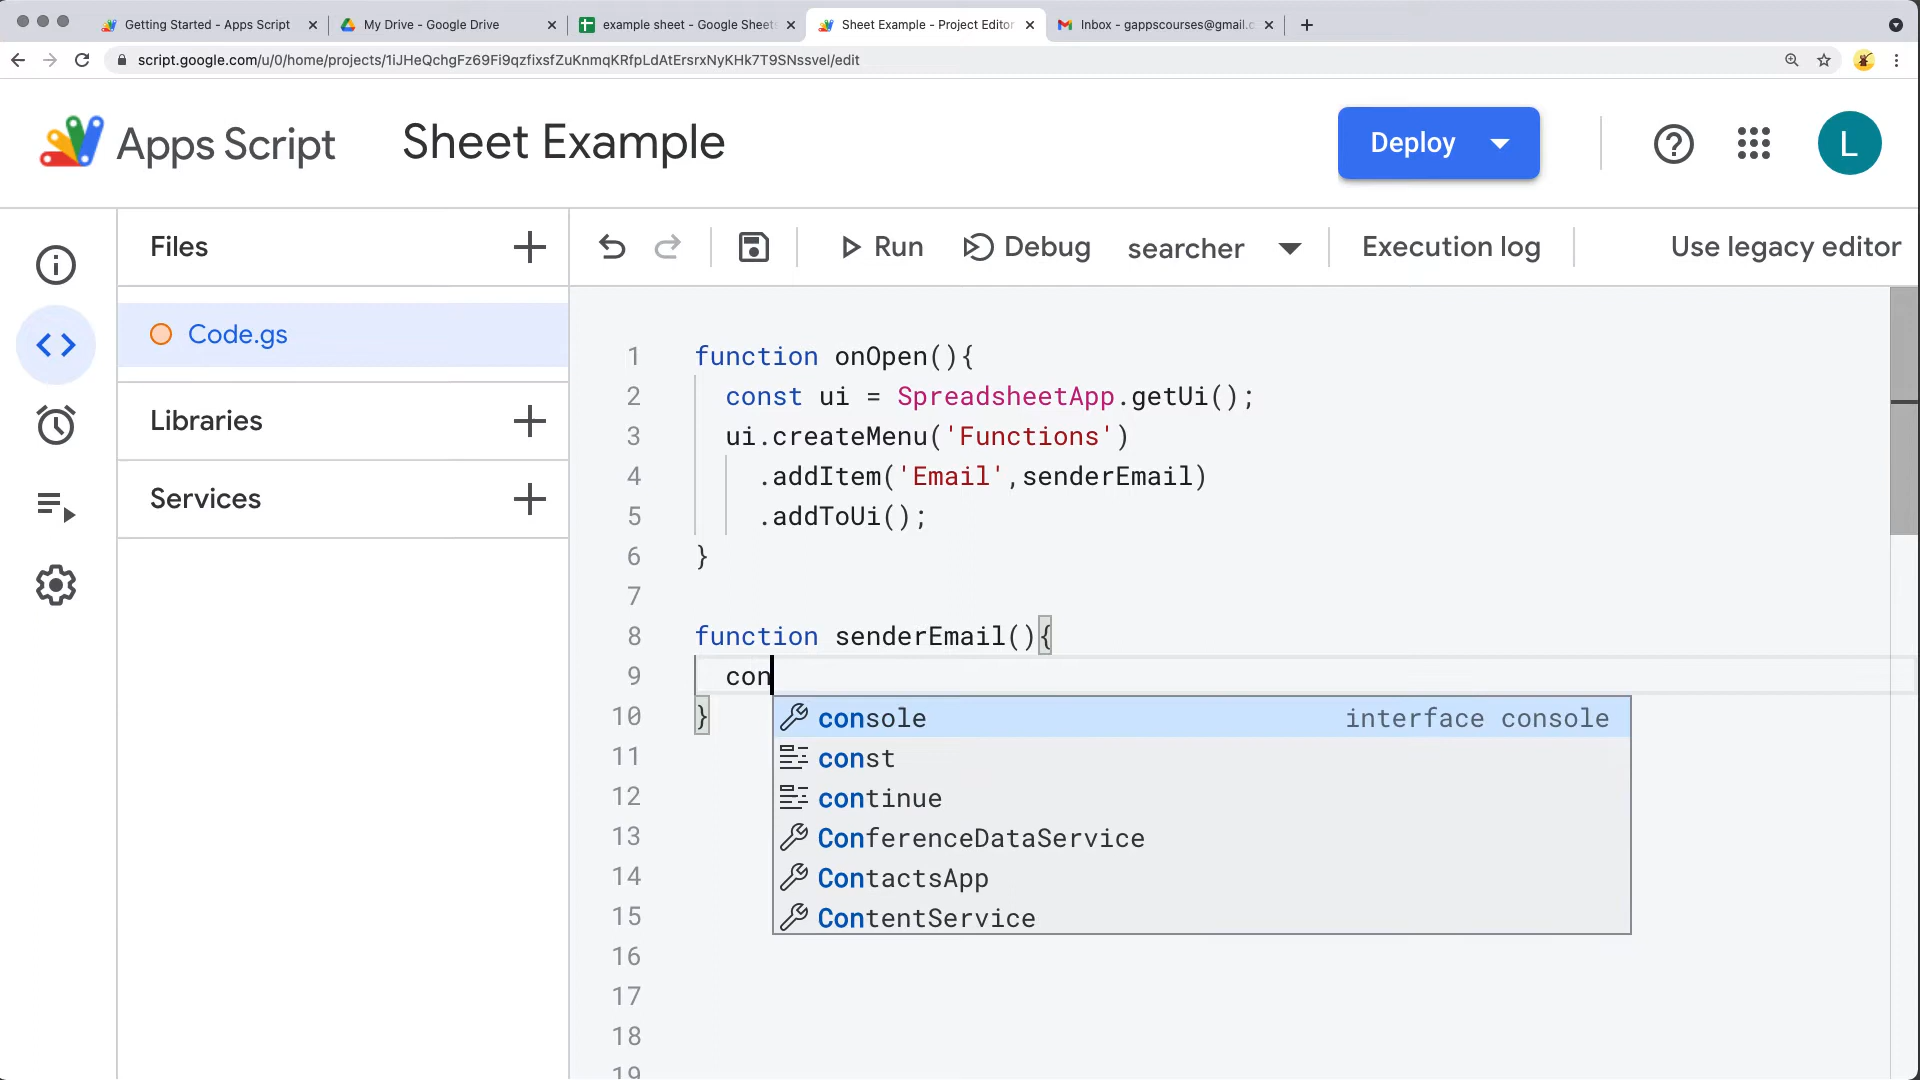 Getting Started - Apps Script
My Drive - Google Drive
example sheet - Google Sheets
Sheet Example - Project Editor
Inbox - gappscourses@gmail.c
script.google.com/u/0/home/projects/1iJHeQchgFz69Fi9qzfixsfZuKnmqKRfpLdAtErsrxNyKHk7T9SNssvel/edit
Apps Script
Sheet Example
Deploy
L
Files
Run
Debug
searcher
Execution log
Use legacy editor
Code.gs
Libraries
Services
1 function onOpen(){
2 const ui = SpreadsheetApp.getUi();
3 ui.createMenu('Functions')
4 .addItem('Email',senderEmail)
5 .addToUi();
6 }
7
8 function senderEmail(){
9 con
10 }
console interface console
11 const
12 continue
13 ConferenceDataService
14 ContactsApp
15 ContentService
16
17
18
19